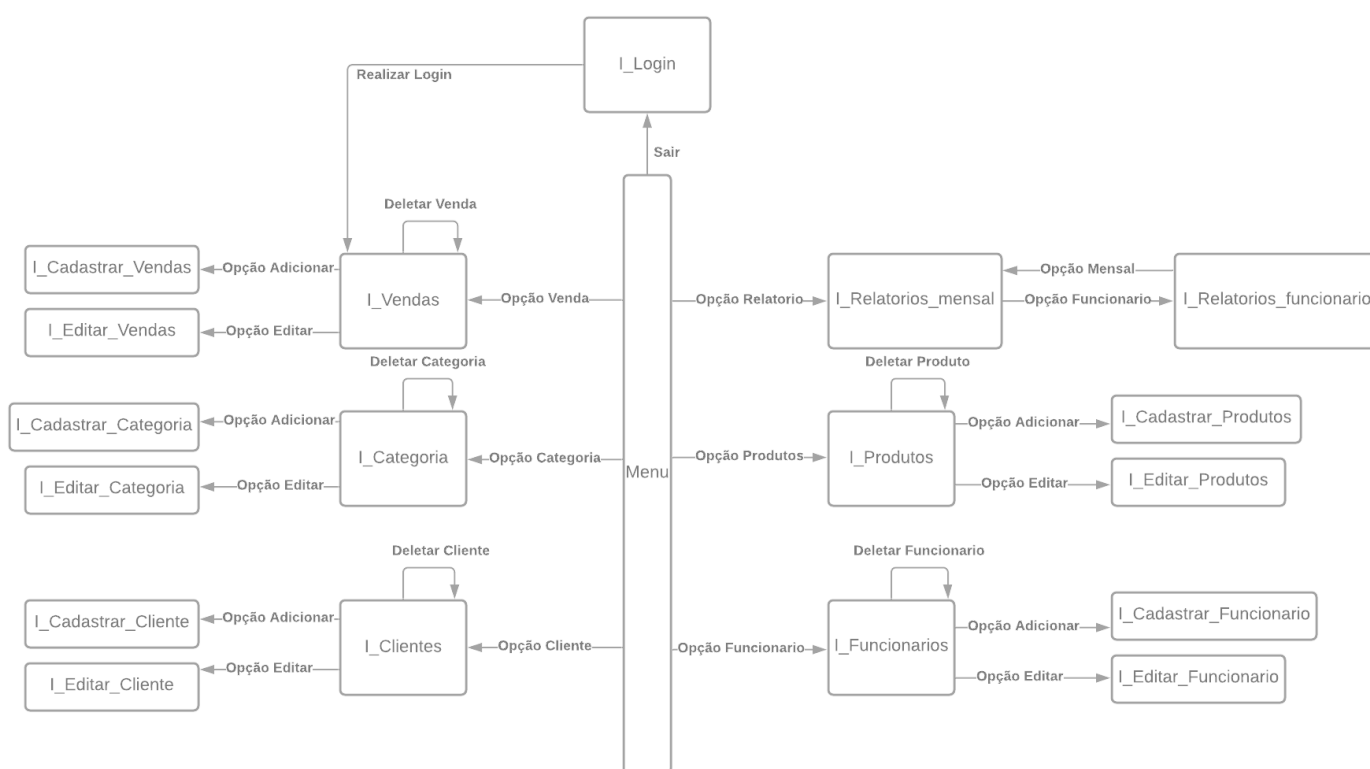 I_Login
Realizar Login
Sair
Deletar Venda
I_Cadastrar_Vendas
Opção Adicionar
I_Vendas
Opção Venda
I_Editar_Vendas
Opção Editar
Opção Relatorio
I_Relatorios_mensal
Opção Mensal
Opção Funcionario
I_Relatorios_funcionario
Deletar Categoria
I_Cadastrar_Categoria
Opção Adicionar
I_Categoria
Opção Categoria
I_Editar_Categoria
Opção Editar
Menu
Deletar Produto
Opção Produtos
I_Produtos
Opção Adicionar
I_Cadastrar_Produtos
Opção Editar
I_Editar_Produtos
Deletar Cliente
I_Cadastrar_Cliente
Opção Adicionar
I_Clientes
Opção Cliente
I_Editar_Cliente
Opção Editar
Deletar Funcionario
Opção Funcionario
I_Funcionarios
Opção Adicionar
I_Cadastrar_Funcionario
Opção Editar
I_Editar_Funcionario